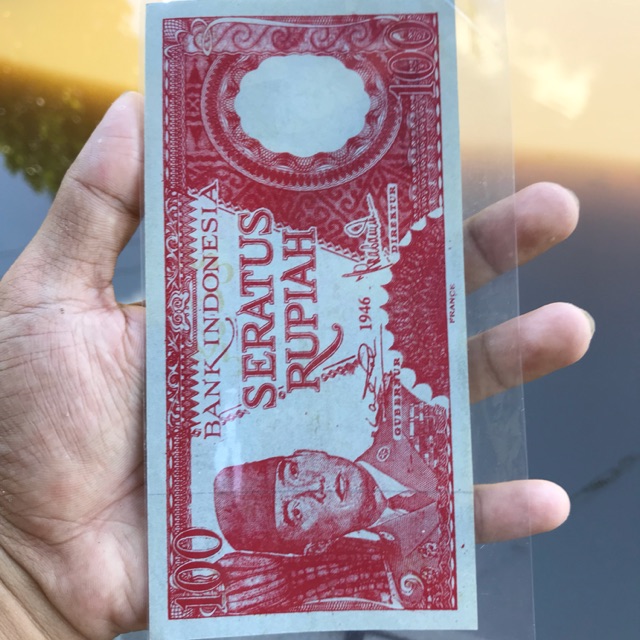 BANK INDONESIA
SERATUS
RUPIAH
1946
GUBERNUR
DIREKTUR
100
100
FRANCE